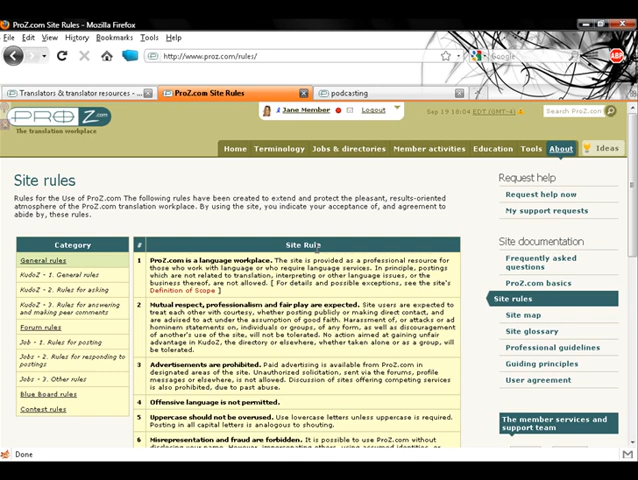 ProZ.com Site Rules - Mozilla Firefox
File Edit View History Bookmarks Tools Help
http://www.proz.com/rules/
Google
ABP
Translators & translator resources - ...
ProZ.com Site Rules
podcasting
PROZ.com
The translation workplace
Jane Member Logout
Sep 19 18:04 EDT (GMT-4)
Search ProZ.com
Home Terminology Jobs & directories Member activities Education Tools About Ideas
Site rules
Rules for the Use of ProZ.com The following rules have been created to extend and protect the pleasant, results-oriented
atmosphere of the ProZ.com translation workplace. By using the site, you indicate your acceptance of, and agreement to
abide by, these rules.
Category
General rules
KudoZ - 1. General rules
KudoZ - 2. Rules for asking
KudoZ - 3. Rules for answering
and making peer comments
Forum rules
Job - 1. Rules for posting
Jobs - 2. Rules for responding to
postings
Jobs - 3. Other rules
Blue Board rules
Contest rules
# Site Rule
1 ProZ.com is a language workplace. The site is provided as a professional resource for
those who work with language or who require language services. In principle, postings
which are not related to translation, interpreting or other language issues, or the
business thereof, are not allowed. [ For details and possible exceptions, see the site's
Definition of Scope ]
2 Mutual respect, professionalism and fair play are expected. Site users are expected to
treat each other with courtesy, whether posting publicly or making direct contact, and
are advised to act under the assumption of good faith. Harassment of, or attacks or ad
hominem statements on, individuals or groups, of any form, as well as discouragement
of another's use of the site, will not be tolerated. No action aimed at gaining unfair
advantage in KudoZ, the directory or elsewhere, whether taken alone or as a group, will
be tolerated.
3 Advertisements are prohibited. Paid advertising is available from ProZ.com in
designated areas of the site. Unauthorized solicitation, sent via the forums, profile
messages or elsewhere, is not allowed. Discussion of sites offering competing services
is also prohibited, due to past abuse.
4 Offensive language is not permitted.
5 Uppercase should not be overused. Use lowercase letters unless uppercase is required.
Posting in all capital letters is analogous to shouting.
6 Misrepresentation and fraud are forbidden. It is possible to use ProZ.com without
Request help
Request help now
My support requests
Site documentation
Frequently asked
questions
ProZ.com basics
Site rules
Site map
Site glossary
Professional guidelines
Guiding principles
User agreement
The member services and
support team
Done